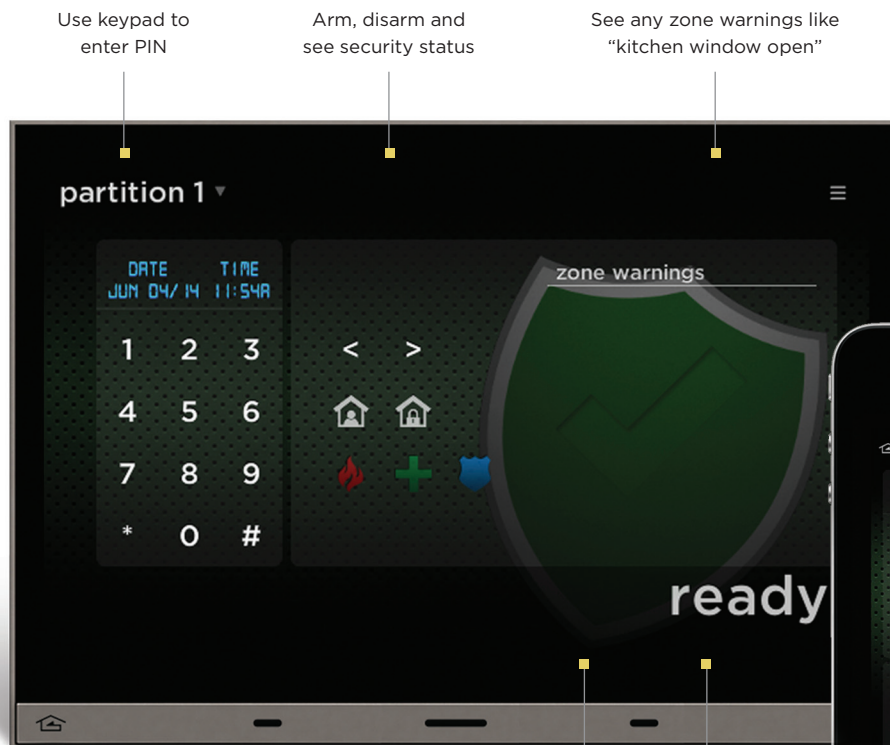 Use keypad to
enter PIN
Arm, disarm and
see security status
See any zone warnings like
“kitchen window open”
partition 1
DATE TIME
JUN 04/14 11:54A
zone warnings
1 2 3
< >
4 5 6
7 8 9
* 0 #
ready